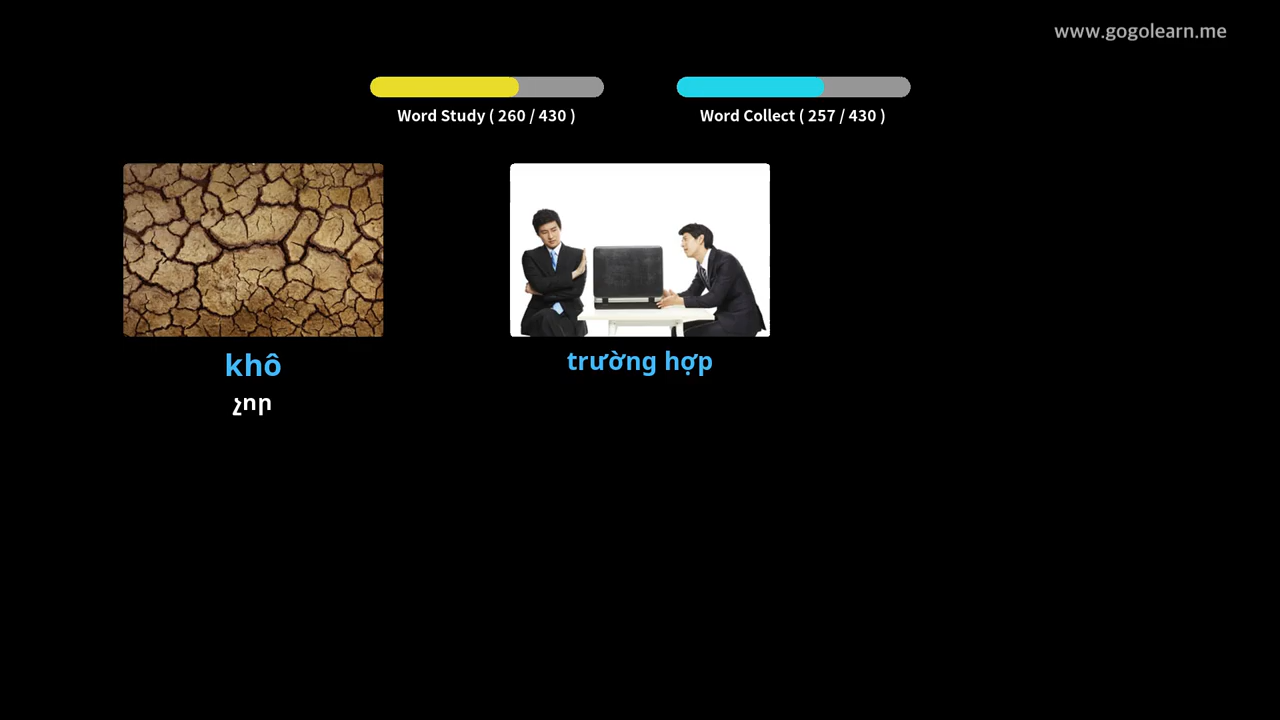 www.gogolearn.me
Word Study ( 260 / 430 )
Word Collect ( 257 / 430 )
khô
չոր
trường hợp